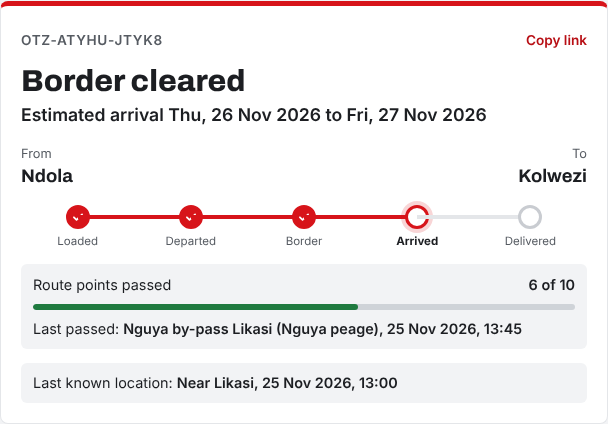 OTZ-ATYHU-JTYK8 Copy link
Border cleared
Estimated arrival Thu, 26 Nov 2026 to Fri, 27 Nov 2026
From To
Ndola Kolwezi
Loaded Departed Border Arrived Delivered
Route points passed 6 of 10
Last passed: Nguya by-pass Likasi (Nguya peage), 25 Nov 2026, 13:45
Last known location: Near Likasi, 25 Nov 2026, 13:00